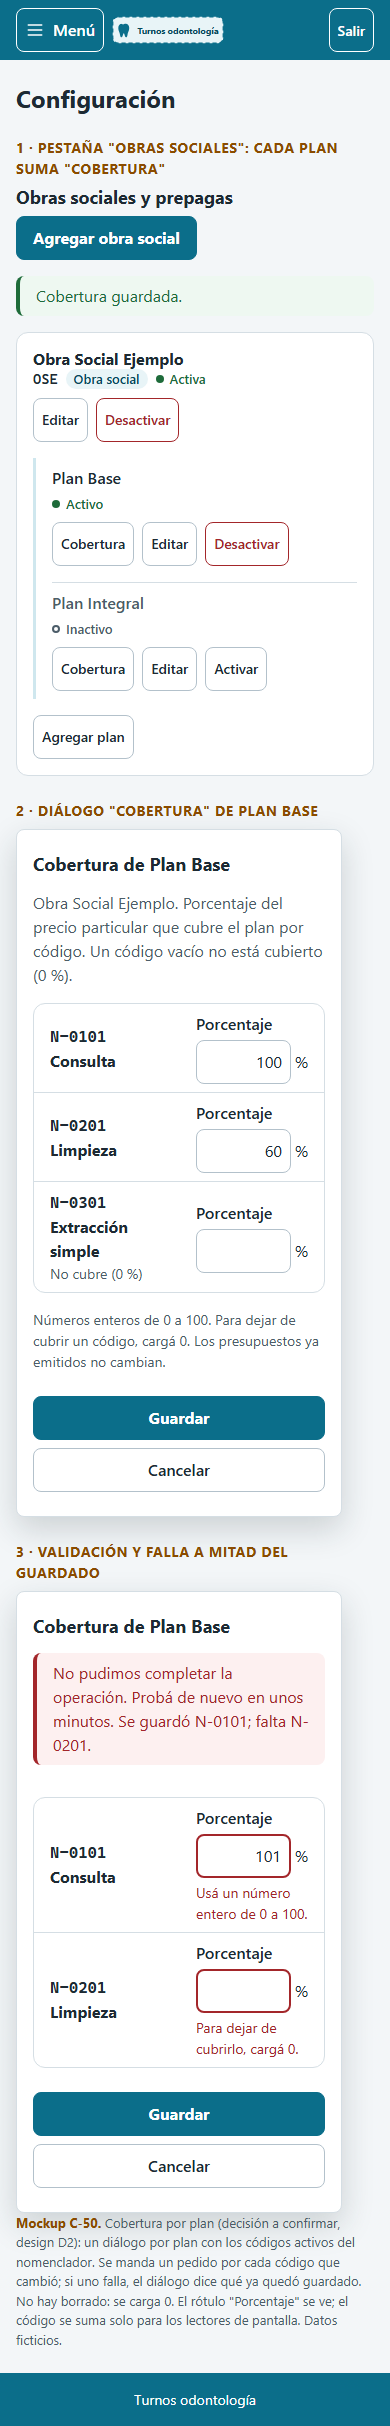 Menú
Turnos odontología
Salir
Configuración
1 · PESTAÑA "OBRAS SOCIALES": CADA PLAN
SUMA "COBERTURA"
Obras sociales y prepagas
Agregar obra social
Cobertura guardada.
Obra Social Ejemplo
OSE Obra social Activa
Editar Desactivar
Plan Base
Activo
Cobertura Editar Desactivar
Plan Integral
Inactivo
Cobertura Editar Activar
Agregar plan
2 · DIÁLOGO "COBERTURA" DE PLAN BASE
Cobertura de Plan Base
Obra Social Ejemplo. Porcentaje del
precio particular que cubre el plan por
código. Un código vacío no está cubierto
(0 %).
N-0101
Consulta
Porcentaje
100 %
N-0201
Limpieza
Porcentaje
60 %
N-0301
Extracción
simple
No cubre (0 %)
Porcentaje
%
Números enteros de 0 a 100. Para dejar de
cubrir un código, cargá 0. Los presupuestos ya
emitidos no cambian.
Guardar
Cancelar
3 · VALIDACIÓN Y FALLA A MITAD DEL
GUARDADO
Cobertura de Plan Base
No pudimos completar la
operación. Probá de nuevo en unos
minutos. Se guardó N-0101; falta N-
0201.
N-0101
Consulta
Porcentaje
101 %
Usá un número
entero de 0 a 100.
N-0201
Limpieza
Porcentaje
%
Para dejar de
cubrirlo, cargá 0.
Guardar
Cancelar
Mockup C-50. Cobertura por plan (decisión a confirmar,
design D2): un diálogo por plan con los códigos activos del
nomenclador. Se manda un pedido por cada código que
cambió; si uno falla, el diálogo dice qué ya quedó guardado.
No hay borrado: se carga 0. El rótulo "Porcentaje" se ve; el
código se suma solo para los lectores de pantalla. Datos
ficticios.
Turnos odontología